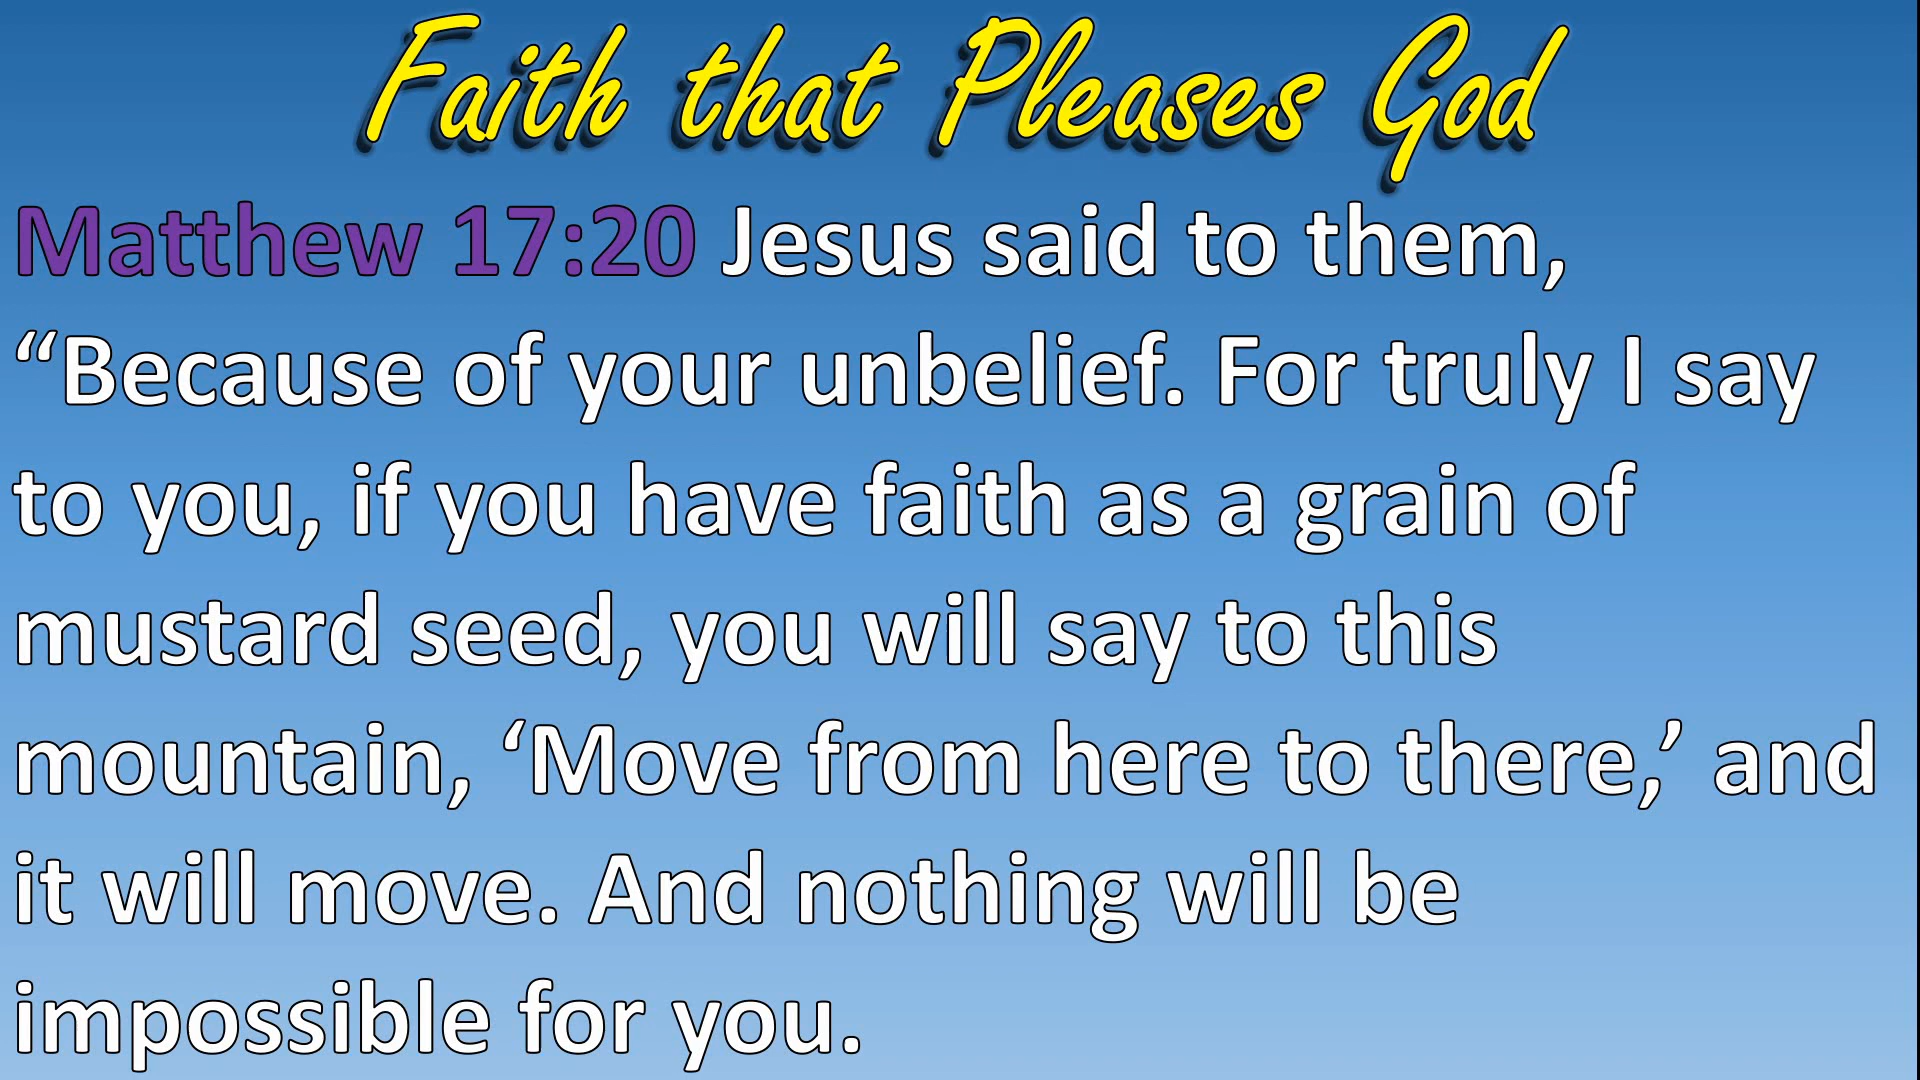 Faith that Pleases God
Matthew 17:20 Jesus said to them,
“Because of your unbelief. For truly I say
to you, if you have faith as a grain of
mustard seed, you will say to this
mountain, ‘Move from here to there,’ and
it will move. And nothing will be
impossible for you.